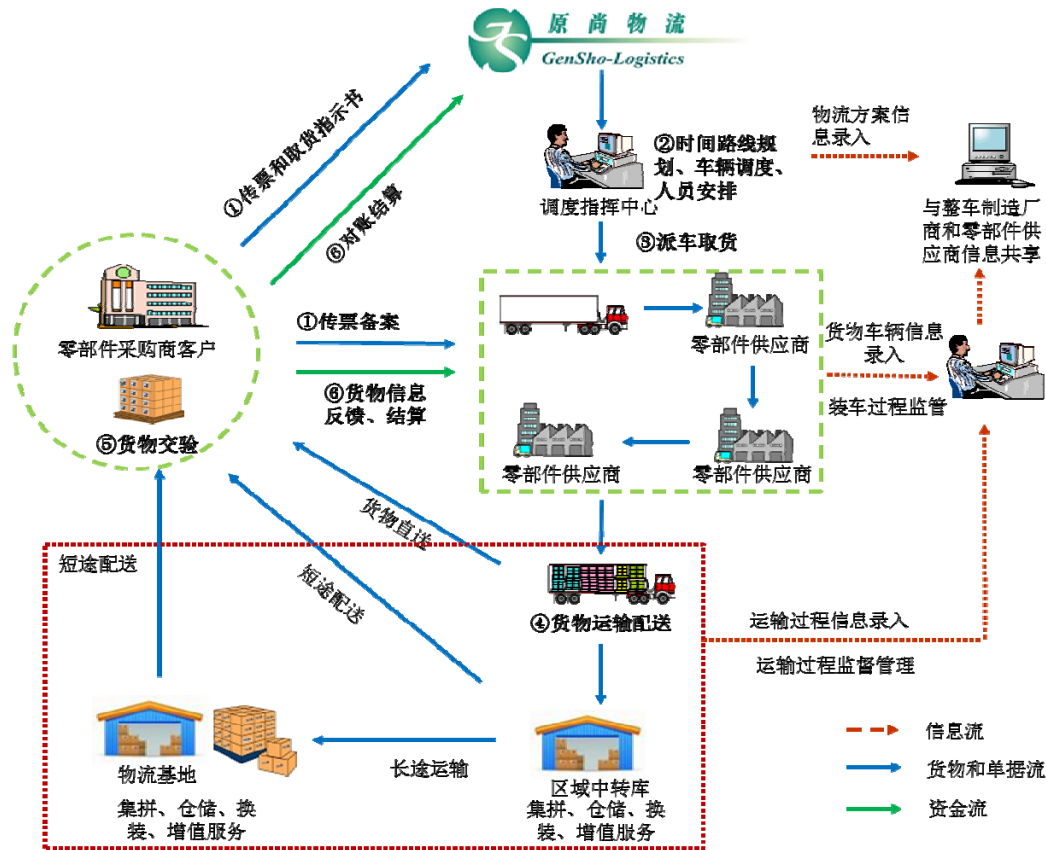 原尚物流
GenSho-Logistics
①传票和取货指示书
⑥对账结算
②时间路线规
划、车辆调度、
人员安排
调度指挥中心
③派车取货
物流方案信
息录入
与整车制造厂
商和零部件供
应商信息共享
零部件采购商客户
⑤货物交验
①传票备案
⑥货物信息
反馈、结算
零部件供应商
零部件供应商
零部件供应商
货物车辆信息
录入
装车过程监管
货物直送
短途配送
短途配送
④货物运输配送
运输过程信息录入
运输过程监督管理
物流基地
集拼、仓储、换
装、增值服务
长途运输
区域中转库
集拼、仓储、换
装、增值服务
信息流
货物和单据流
资金流